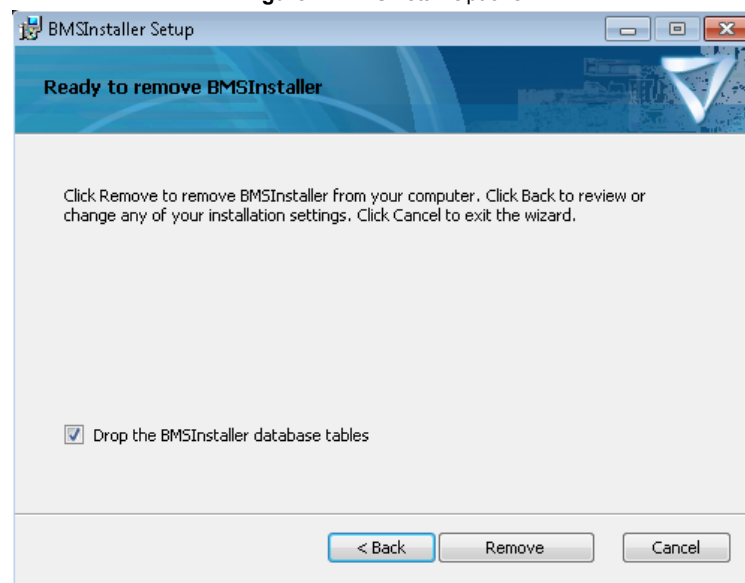 BMSInstaller Setup
Ready to remove BMSInstaller
Click Remove to remove BMSInstaller from your computer. Click Back to review or
change any of your installation settings. Click Cancel to exit the wizard.
Drop the BMSInstaller database tables
< Back Remove Cancel